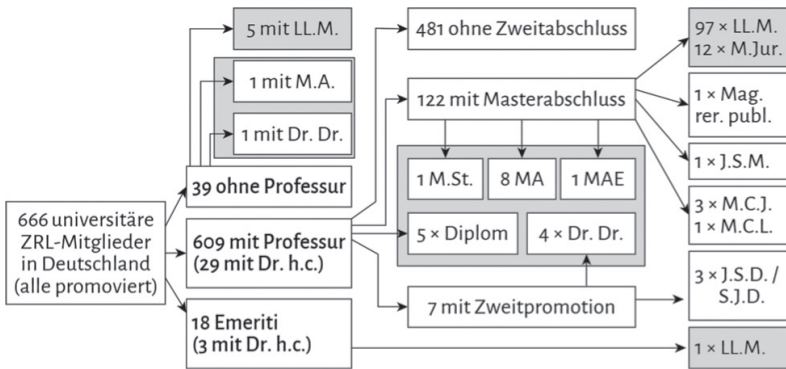 5 mit LL.M.
1 mit M.A.
1 mit Dr. Dr.
39 ohne Professur
666 universitäre
ZRL-Mitglieder
in Deutschland
(alle promoviert)
609 mit Professur
(29 mit Dr. h.c.)
18 Emeriti
(3 mit Dr. h.c.)
481 ohne Zweitabschluss
122 mit Masterabschluss
1 M.St.
8 MA
1 MAE
5 × Diplom
4 × Dr. Dr.
7 mit Zweitpromotion
97 × LL.M.
12 × M.Jur.
1 × Mag.
rer. publ.
1 × J.S.M.
3 × M.C.J.
1 × M.C.L.
3 × J.S.D. /
S.J.D.
1 × LL.M.